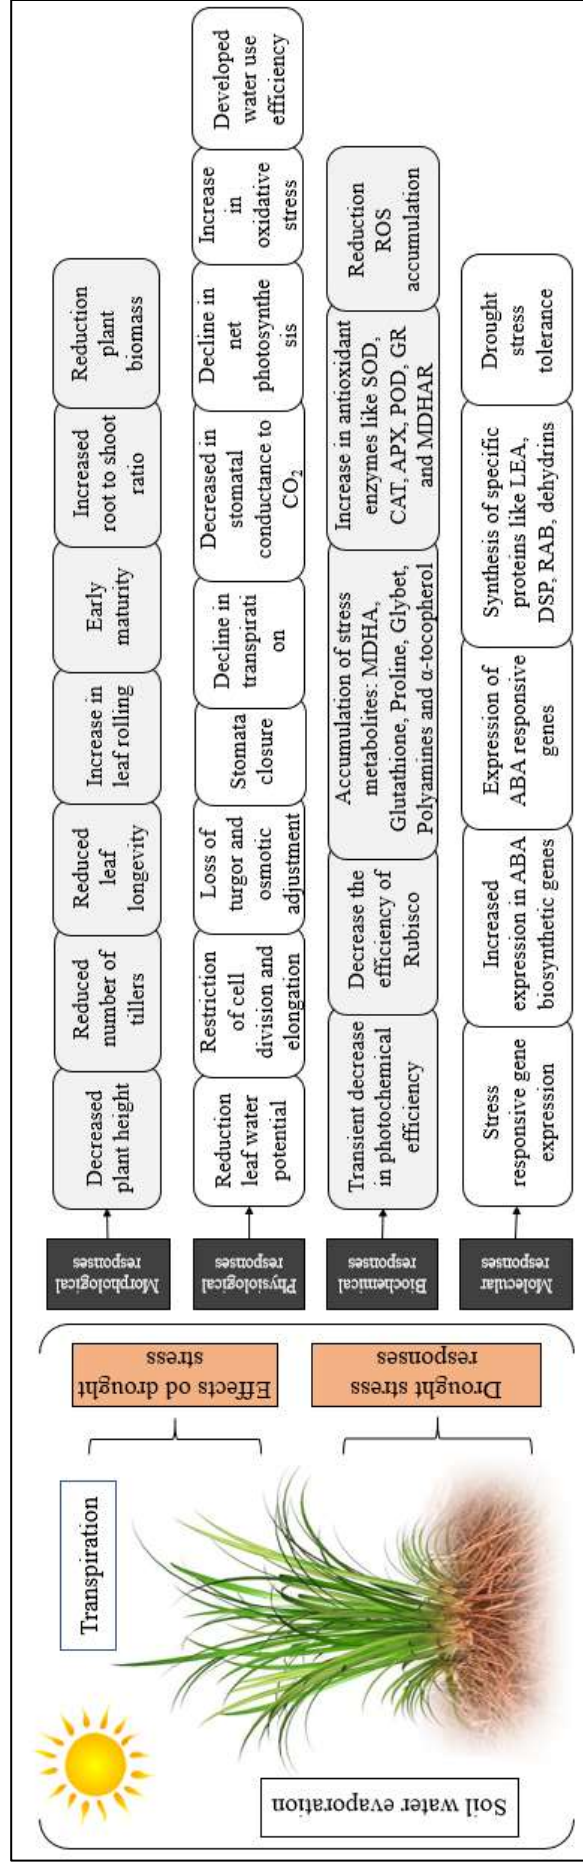 Transpiration
Soil water evaporation
Effects od drought
stress
Drought stress
responses
Morphological
responses
Decreased
plant height
Reduced
number of
tillers
Reduced
leaf
longevity
Increase in
leaf rolling
Early
maturity
Increased
root to shoot
ratio
Reduction
plant
biomass
Physiological
responses
Reduction
leaf water
potential
Restriction
of cell
division and
elongation
Loss of
turgor and
osmotic
adjustment
Stomata
closure
Decline in
transpirati
on
Decreased in
stomatal
conductance to
CO₂
Decline in
net
photosynthe
sis
Increase
in
oxidative
stress
Developed
water use
efficiency
Biochemical
responses
Transient decrease
in photochemical
efficiency
Decrease the
efficiency of
Rubisco
Accumulation of stress
metabolites: MDHA,
Glutathione, Proline, Glybet,
Polyamines and α-tocopherol
Increase in antioxidant
enzymes like SOD,
CAT, APX, POD, GR
and MDHAR
Reduction
ROS
accumulation
Molecular
responses
Stress
responsive gene
expression
Increased
expression in ABA
biosynthetic genes
Expression of
ABA responsive
genes
Synthesis of specific
proteins like LEA,
DSP, RAB, dehydrins
Drought
stress
tolerance